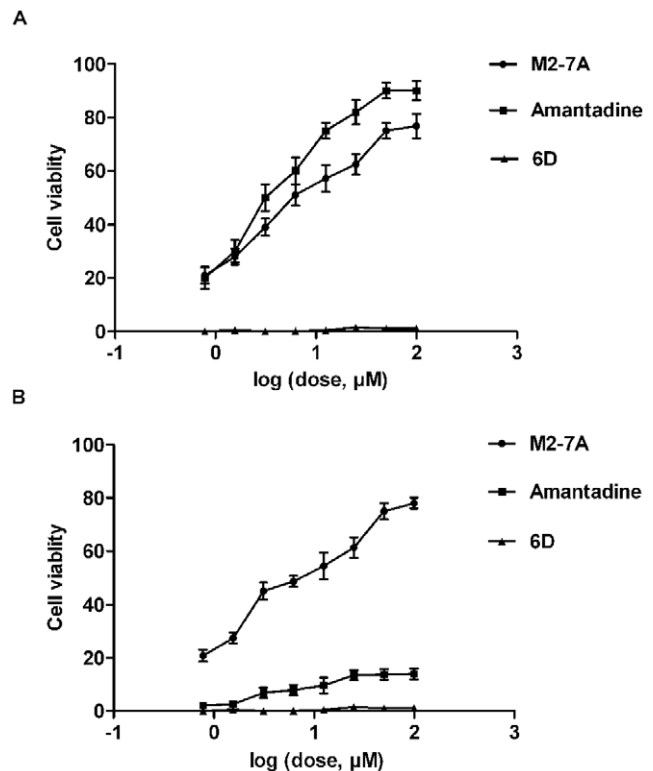 A
M2-7A
Amantadine
6D
100
80
60
40
20
0
Cell viablity
-1
0
1
2
3
log (dose, µM)
B
M2-7A
Amantadine
6D
100
80
60
40
20
0
Cell viablity
-1
0
1
2
3
log (dose, µM)